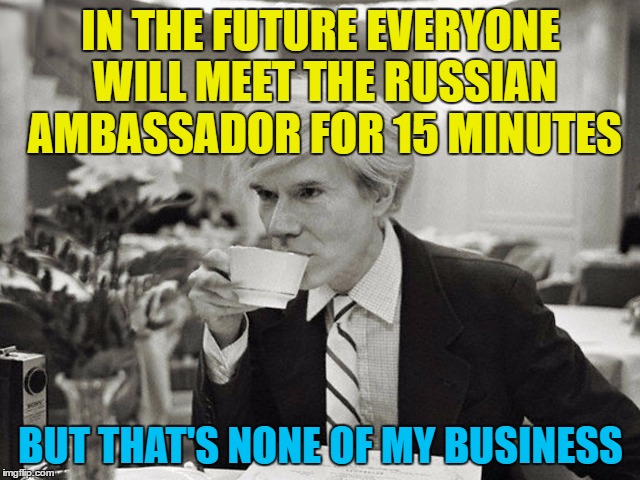 IN THE FUTURE EVERYONE
WILL MEET THE RUSSIAN
AMBASSADOR FOR 15 MINUTES
SONY
BUT THAT'S NONE OF MY BUSINESS
imgflip.com